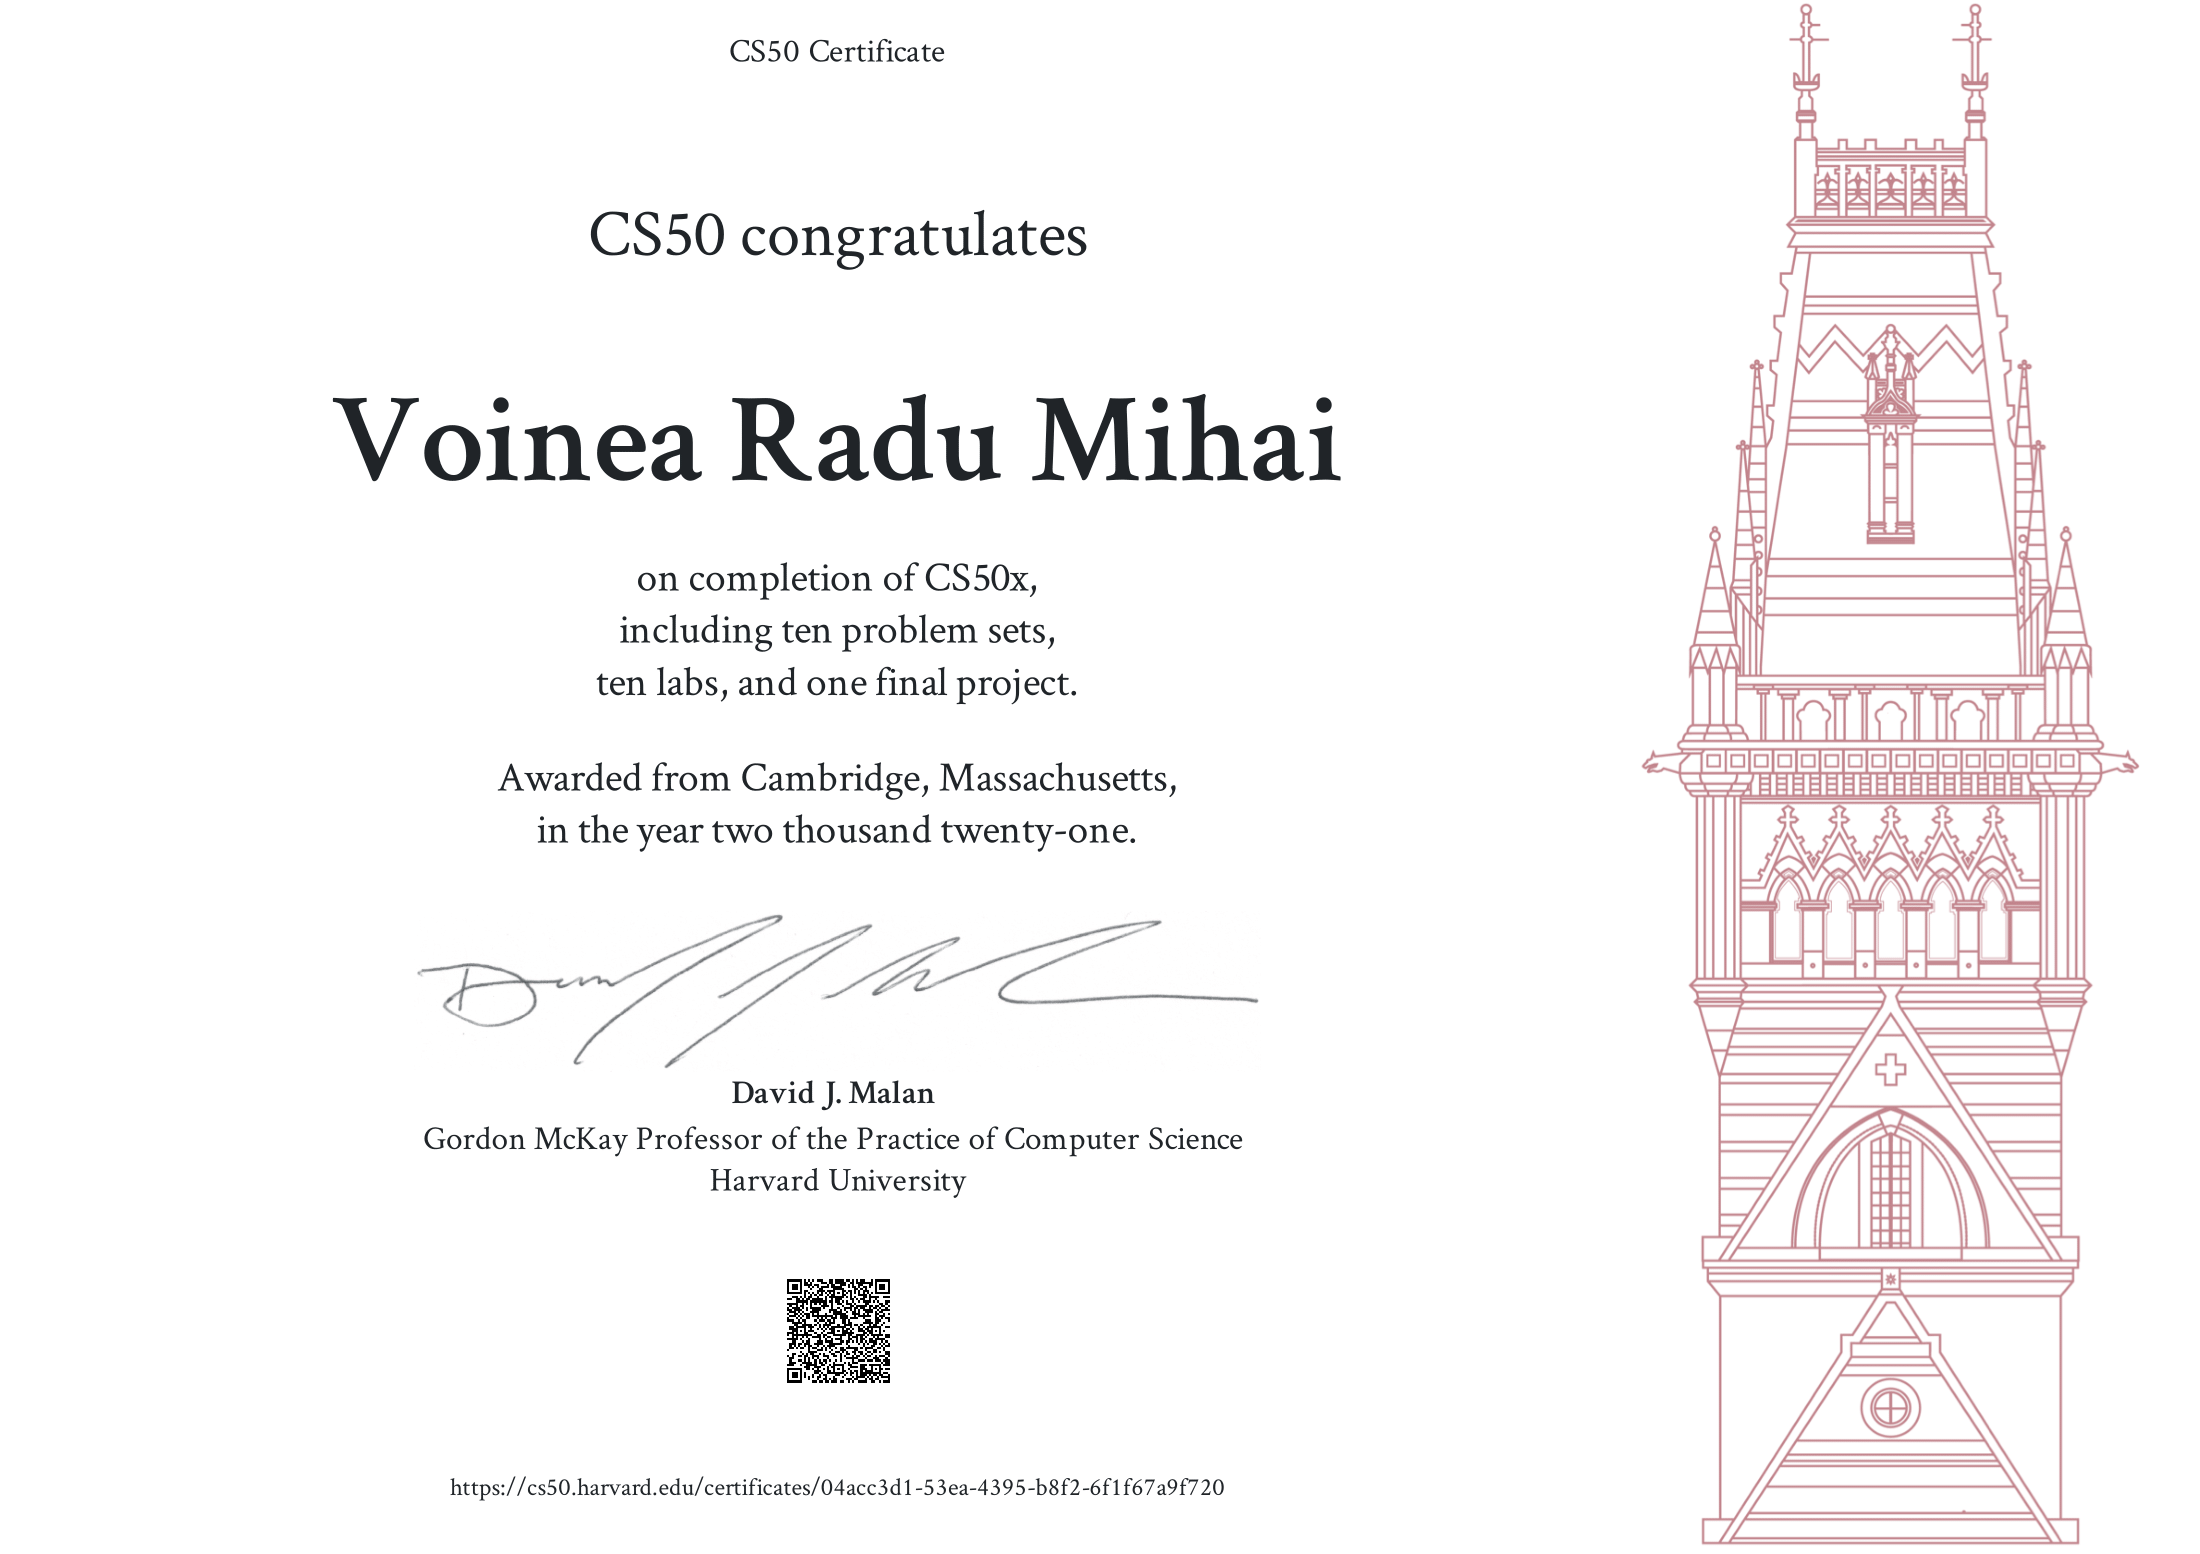 CS50 Certificate
CS50 congratulates
Voinea Radu Mihai
on completion of CS50x,
including ten problem sets,
ten labs, and one final project.
Awarded from Cambridge, Massachusetts,
in the year two thousand twenty-one.
David J. Malan
Gordon McKay Professor of the Practice of Computer Science
Harvard University
https://cs50.harvard.edu/certificates/04acc3d1-53ea-4395-b8f2-6f1f67a9f720